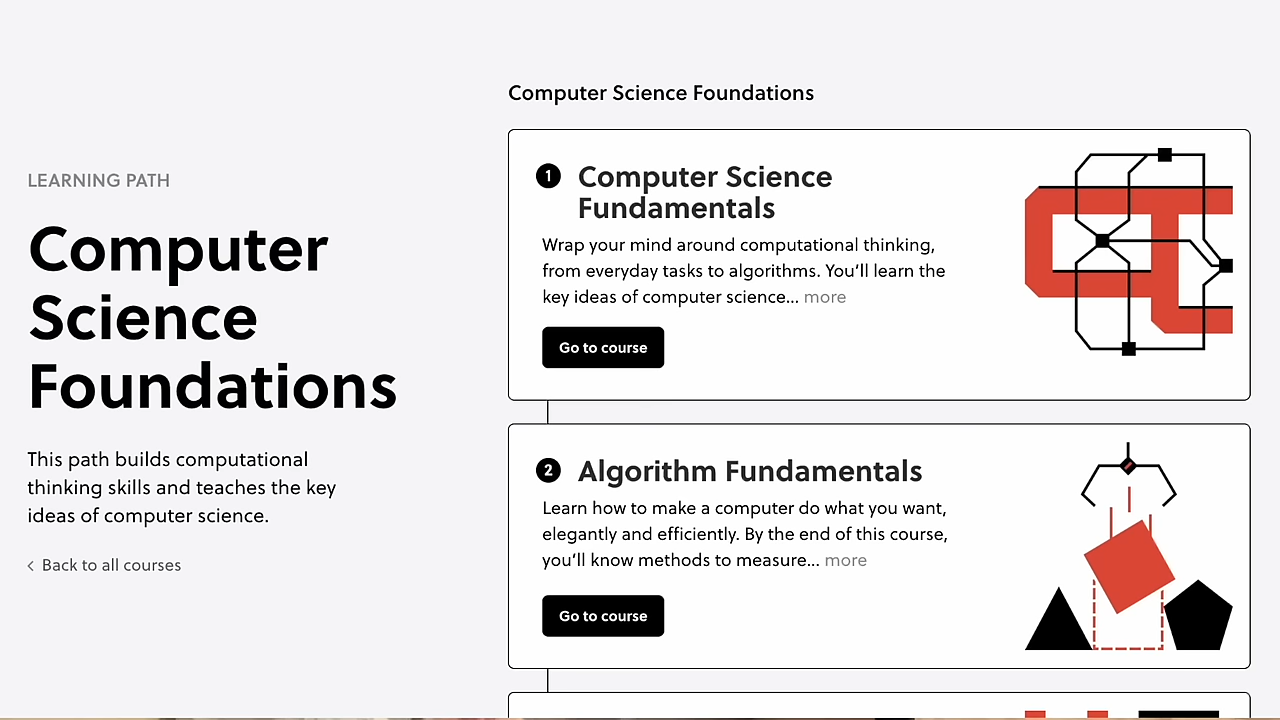 LEARNING PATH
Computer
Science
Foundations
This path builds computational
thinking skills and teaches the key
ideas of computer science.
Back to all courses
Computer Science Foundations
1 Computer Science
Fundamentals
Wrap your mind around computational thinking,
from everyday tasks to algorithms. You’ll learn the
key ideas of computer science... more
Go to course
2 Algorithm Fundamentals
Learn how to make a computer do what you want,
elegantly and efficiently. By the end of this course,
you’ll know methods to measure... more
Go to course